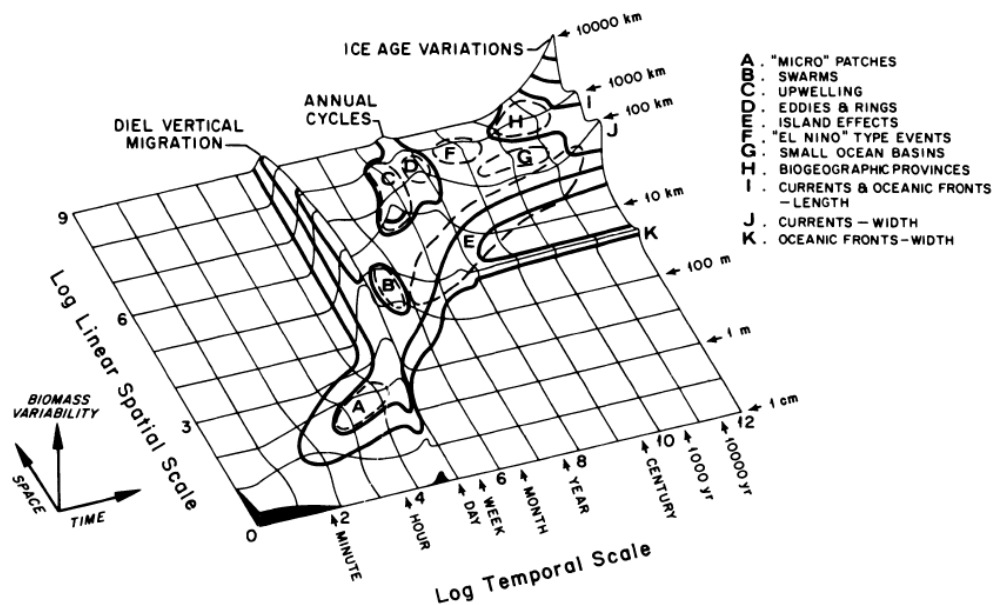 ICE AGE VARIATIONS
10000 km
1000 km
100 km
10 km
100 m
1 m
1 cm
ANNUAL
CYCLES
DIEL VERTICAL
MIGRATION
A
B
C
D
E
F
G
H
I
J
K
A . "MICRO" PATCHES
B . SWARMS
C . UPWELLING
D . EDDIES & RINGS
E . ISLAND EFFECTS
F . "EL NINO" TYPE EVENTS
G . SMALL OCEAN BASINS
H . BIOGEOGRAPHIC PROVINCES
I . CURRENTS & OCEANIC FRONTS
– LENGTH
J . CURRENTS – WIDTH
K . OCEANIC FRONTS – WIDTH
9
6
3
0
Log Linear Spatial Scale
BIOMASS
VARIABILITY
SPACE
TIME
2
4
6
8
10
12
MINUTE
HOUR
DAY
WEEK
MONTH
YEAR
CENTURY
1000 yr
10000 yr
Log Temporal Scale